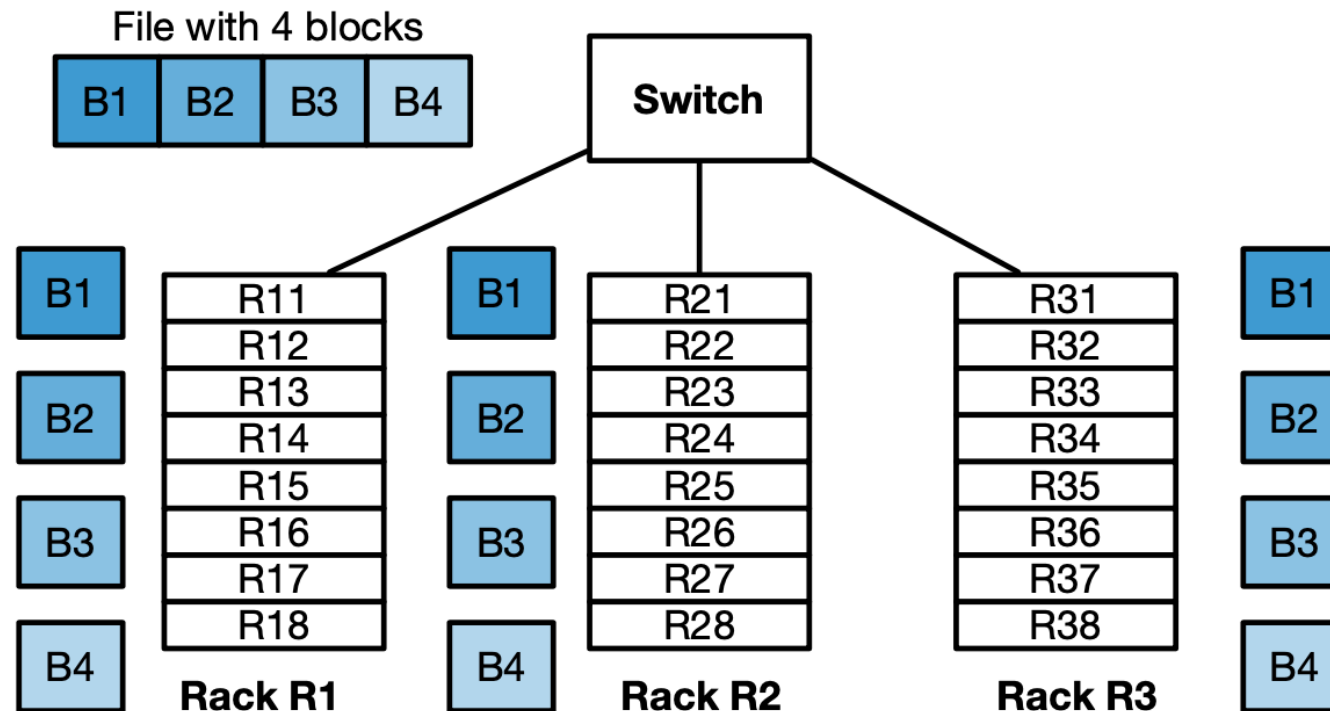 File with 4 blocks
B1 B2 B3 B4
Switch
B1
B2
B3
B4
R11
R12
R13
R14
R15
R16
R17
R18
Rack R1
B1
B2
B3
B4
R21
R22
R23
R24
R25
R26
R27
R28
Rack R2
R31
R32
R33
R34
R35
R36
R37
R38
Rack R3
B1
B2
B3
B4